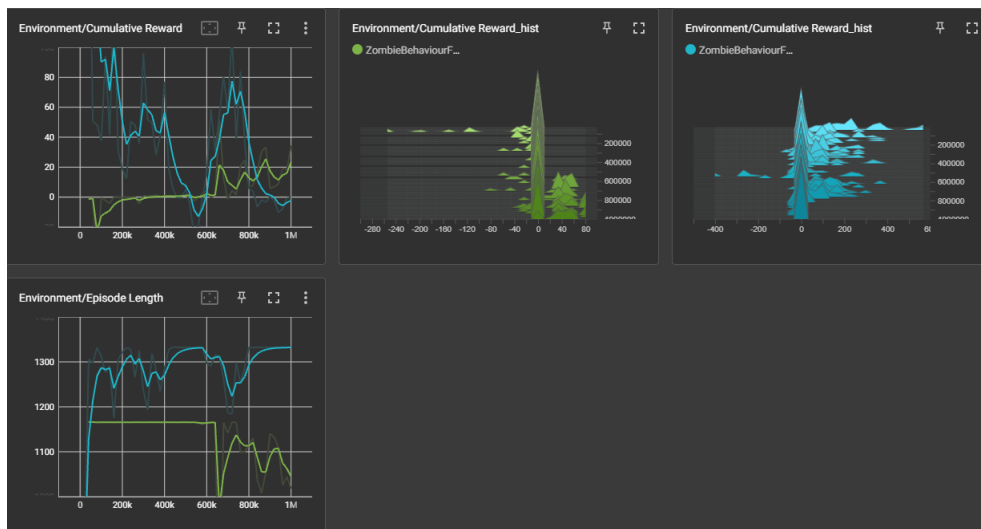 Environment/Cumulative Reward
80
60
40
20
0
0 200k 400k 600k 800k 1M
Environment/Cumulative Reward_hist
ZombieBehaviourF...
200000
400000
600000
800000
-280 -240 -200 -160 -120 -80 -40 0 40 80
Environment/Cumulative Reward_hist
ZombieBehaviourF...
200000
400000
600000
800000
-400 -200 0 200 400
Environment/Episode Length
1300
1200
1100
0 200k 400k 600k 800k 1M